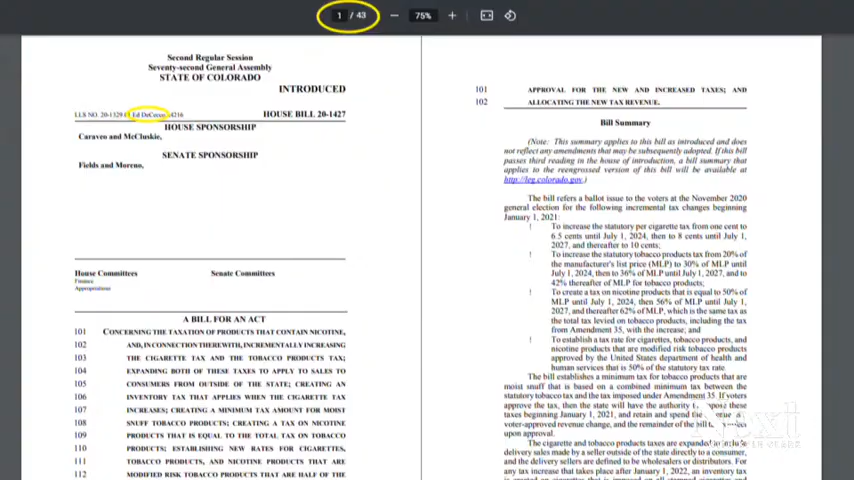 1 / 43
75%
Second Regular Session
Seventy-second General Assembly
STATE OF COLORADO
INTRODUCED
LLS NO. 20-1329 Ed DeCecco 4216
HOUSE BILL 20-1427
HOUSE SPONSORSHIP
Caraveo and McCluskie,
SENATE SPONSORSHIP
Fields and Moreno,
House Committees
Senate Committees
Finance
Appropriations
A BILL FOR AN ACT
101 CONCERNING THE TAXATION OF PRODUCTS THAT CONTAIN NICOTINE,
102 AND, IN CONNECTION THEREWITH, INCREMENTALLY INCREASING
103 THE CIGARETTE TAX AND THE TOBACCO PRODUCTS TAX;
104 EXPANDING BOTH OF THESE TAXES TO APPLY TO SALES TO
105 CONSUMERS FROM OUTSIDE OF THE STATE; CREATING AN
106 INVENTORY TAX THAT APPLIES WHEN THE CIGARETTE TAX
107 INCREASES; CREATING A MINIMUM TAX AMOUNT FOR MOIST
108 SNUFF TOBACCO PRODUCTS; CREATING A TAX ON NICOTINE
109 PRODUCTS THAT IS EQUAL TO THE TOTAL TAX ON TOBACCO
110 PRODUCTS; ESTABLISHING NEW RATES FOR CIGARETTES,
111 TOBACCO PRODUCTS, AND NICOTINE PRODUCTS THAT ARE
112 MODIFIED RISK TOBACCO PRODUCTS THAT ARE HALF OF THE
101 APPROVAL FOR THE NEW AND INCREASED TAXES; AND
102 ALLOCATING THE NEW TAX REVENUE.
Bill Summary
(Note: This summary applies to this bill as introduced and does
not reflect any amendments that may be subsequently adopted. If this bill
passes third reading in the house of introduction, a bill summary that
applies to the reengrossed version of this bill will be available at
http://leg.colorado.gov.)
The bill refers a ballot issue to the voters at the November 2020
general election for the following incremental tax changes beginning
January 1, 2021:
! To increase the statutory per cigarette tax from one cent to
6.5 cents until July 1, 2024, then to 8 cents until July 1,
2027, and thereafter to 10 cents;
! To increase the statutory tobacco products tax from 20% of
the manufacturer's list price (MLP) to 30% of MLP until
July 1, 2024, then to 36% of MLP until July 1, 2027, and to
42% thereafter of MLP for tobacco products;
! To create a tax on nicotine products that is equal to 50% of
MLP until July 1, 2024, then 56% of MLP until July 1,
2027, and thereafter 62% of MLP, which is the same tax as
the total tax levied on tobacco products, including the tax
from Amendment 35, with the increase; and
! To establish a tax rate for cigarettes, tobacco products, and
nicotine products that are modified risk tobacco products
approved by the United States department of health and
human services that is 50% of the statutory tax rate
The bill establishes a minimum tax for tobacco products that are
moist snuff that is based on a combined minimum tax between the
statutory tobacco tax and the tax imposed under Amendment 35. If voters
approve the tax, then the state will have the authority to impose these
taxes beginning January 1, 2021, and retain and spend the revenue as
voter-approved revenue change, and the remainder of the bill
upon approval.
The cigarette and tobacco products taxes are expanded to include
delivery sales made by a seller outside of the state directly to a consumer,
and the delivery sellers are defined to be wholesalers or distributors. For
any tax increase that takes place after January 1, 2022, an inventory tax
Next